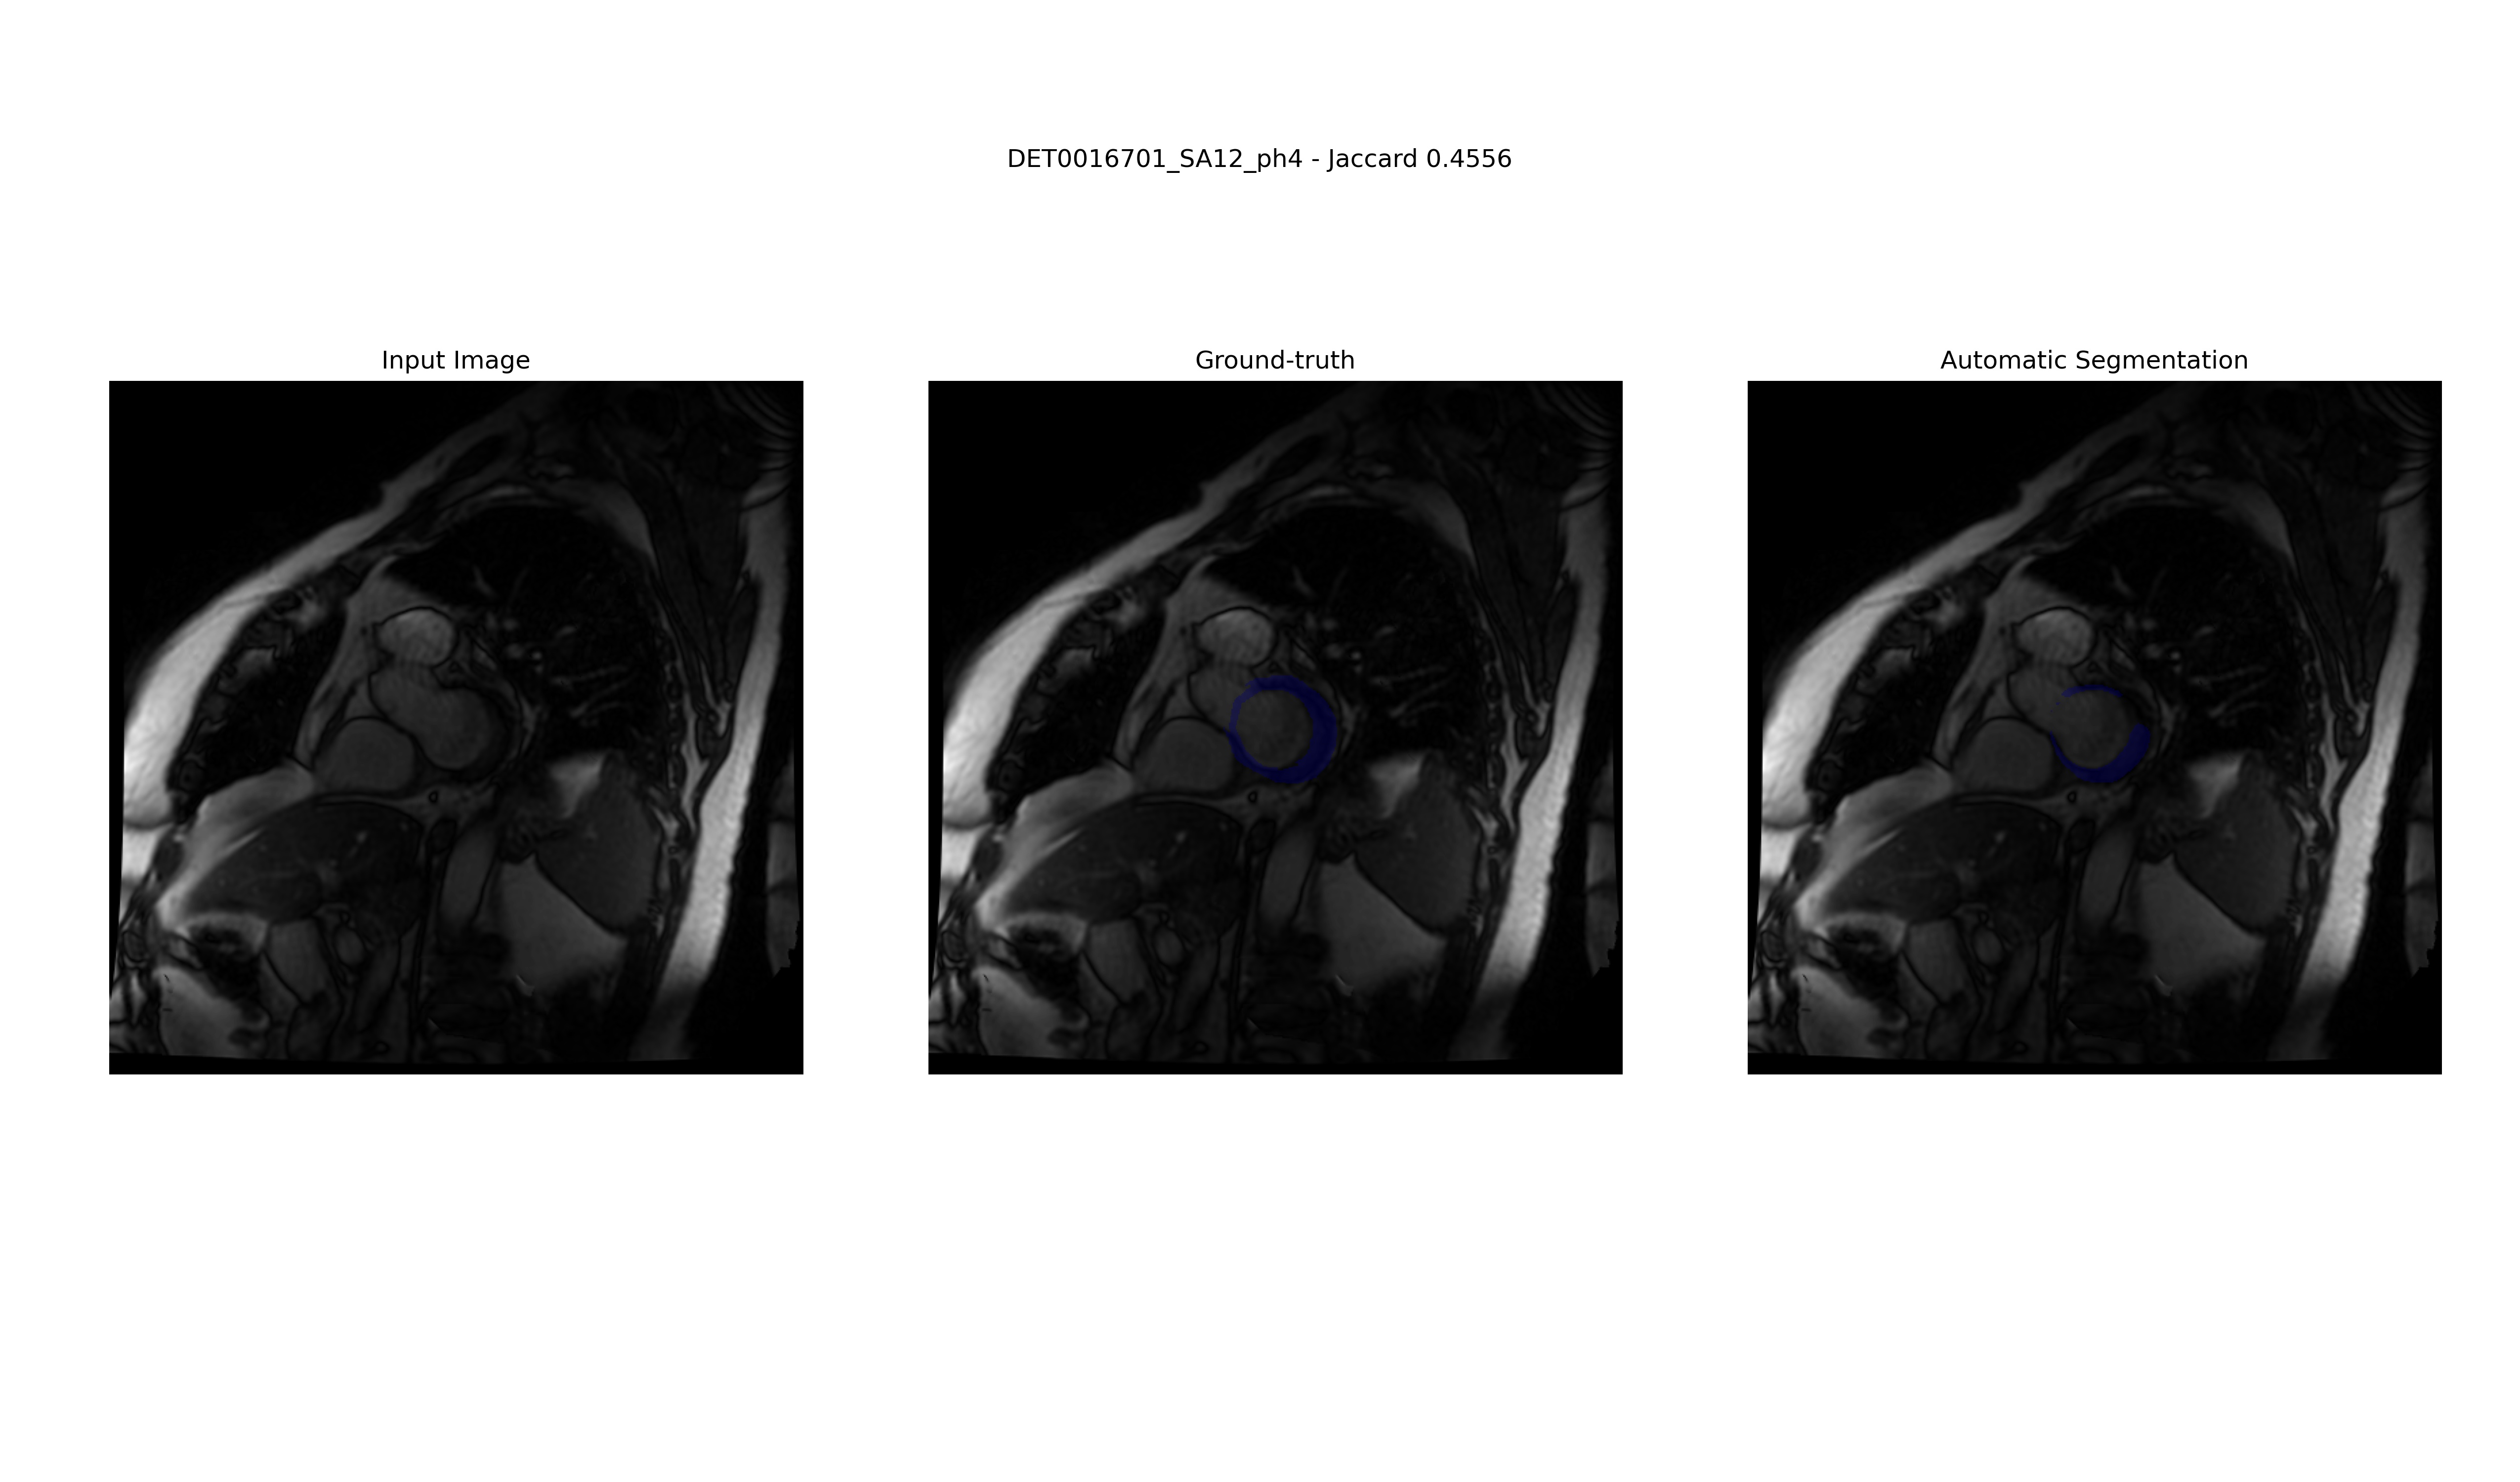 DET0016701_SA12_ph4 - Jaccard 0.4556
Input Image
Ground-truth
Automatic Segmentation